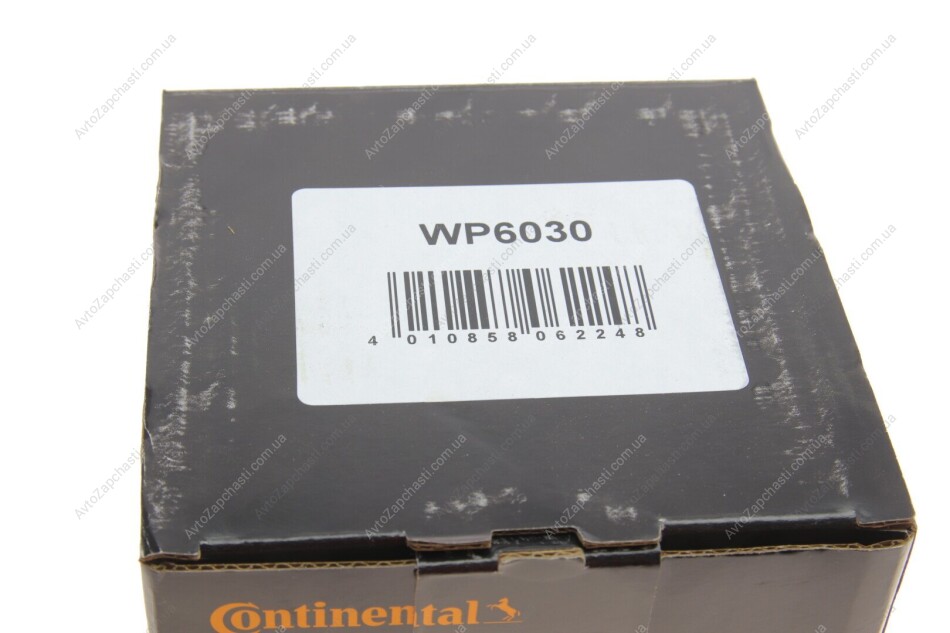 WP6030
4 010858 062248
Continental
AvtoZapchasti.com.ua